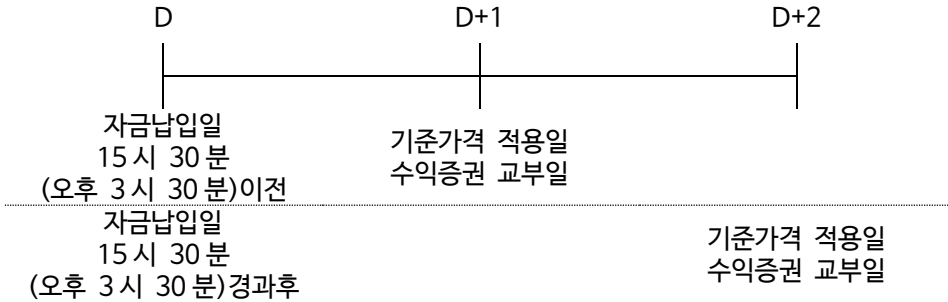 D D+1 D+2
자금납입일
15시 30분
(오후 3시 30분)이전
기준가격 적용일
수익증권 교부일
자금납입일
15시 30분
(오후 3시 30분)경과후
기준가격 적용일
수익증권 교부일